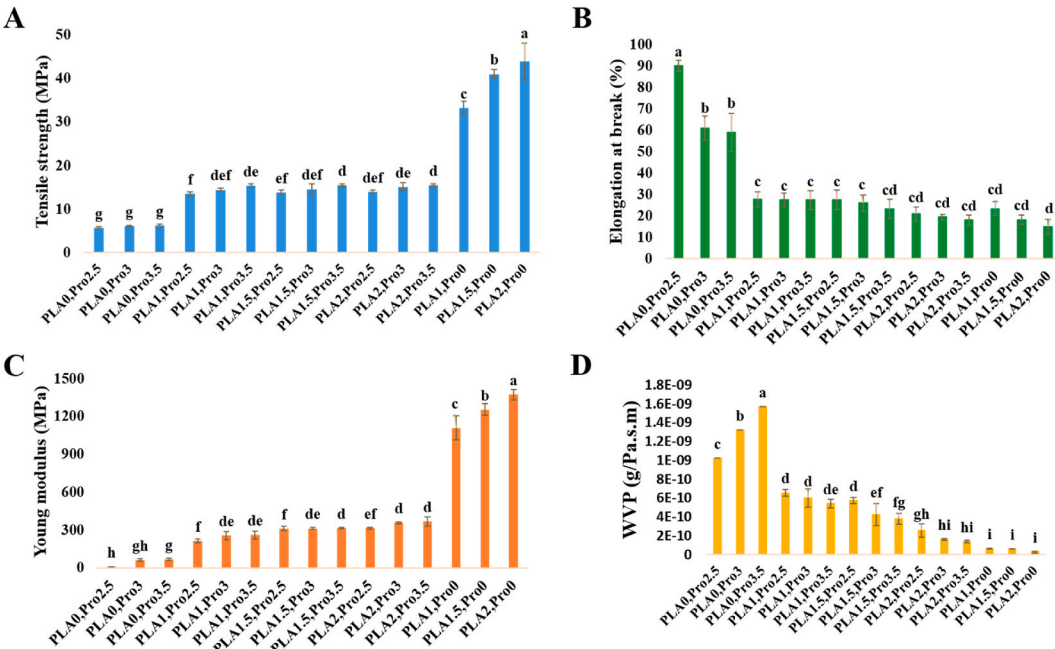 A
Tensile strength (MPa)
50
40
30
20
10
0
g
g
g
f
def
de
ef
def
d
def
de
d
c
b
a
PLA0,Pro2.5
PLA0,Pro3
PLA0,Pro3.5
PLA1,Pro2.5
PLA1,Pro3
PLA1,Pro3.5
PLA1.5,Pro2.5
PLA1.5,Pro3
PLA1.5,Pro3.5
PLA2,Pro2.5
PLA2,Pro3
PLA2,Pro3.5
PLA1,Pro0
PLA1.5,Pro0
PLA2,Pro0
B
Elongation at break (%)
100
90
80
70
60
50
40
30
20
10
0
a
b
b
c
c
c
c
c
cd
cd
cd
cd
cd
cd
d
PLA0,Pro2.5
PLA0,Pro3
PLA0,Pro3.5
PLA1,Pro2.5
PLA1,Pro3
PLA1,Pro3.5
PLA1.5,Pro2.5
PLA1.5,Pro3
PLA1.5,Pro3.5
PLA2,Pro2.5
PLA2,Pro3
PLA2,Pro3.5
PLA1,Pro0
PLA1.5,Pro0
PLA2,Pro0
C
Young modulus (MPa)
1500
1200
900
600
300
0
h
gh
g
f
de
de
f
de
d
ef
d
d
c
b
a
PLA0,Pro2.5
PLA0,Pro3
PLA0,Pro3.5
PLA1,Pro2.5
PLA1,Pro3
PLA1,Pro3.5
PLA1.5,Pro2.5
PLA1.5,Pro3
PLA1.5,Pro3.5
PLA2,Pro2.5
PLA2,Pro3
PLA2,Pro3.5
PLA1,Pro0
PLA1.5,Pro0
PLA2,Pro0
D
WVP (g/Pa.s.m)
1.8E-09
1.6E-09
1.4E-09
1.2E-09
1E-09
8E-10
6E-10
4E-10
2E-10
0
c
b
a
d
d
de
d
ef
fg
gh
hi
hi
i
i
i
PLA0,Pro2.5
PLA0,Pro3
PLA0,Pro3.5
PLA1,Pro2.5
PLA1,Pro3
PLA1,Pro3.5
PLA1.5,Pro2.5
PLA1.5,Pro3
PLA1.5,Pro3.5
PLA2,Pro2.5
PLA2,Pro3
PLA2,Pro3.5
PLA1,Pro0
PLA1.5,Pro0
PLA2,Pro0